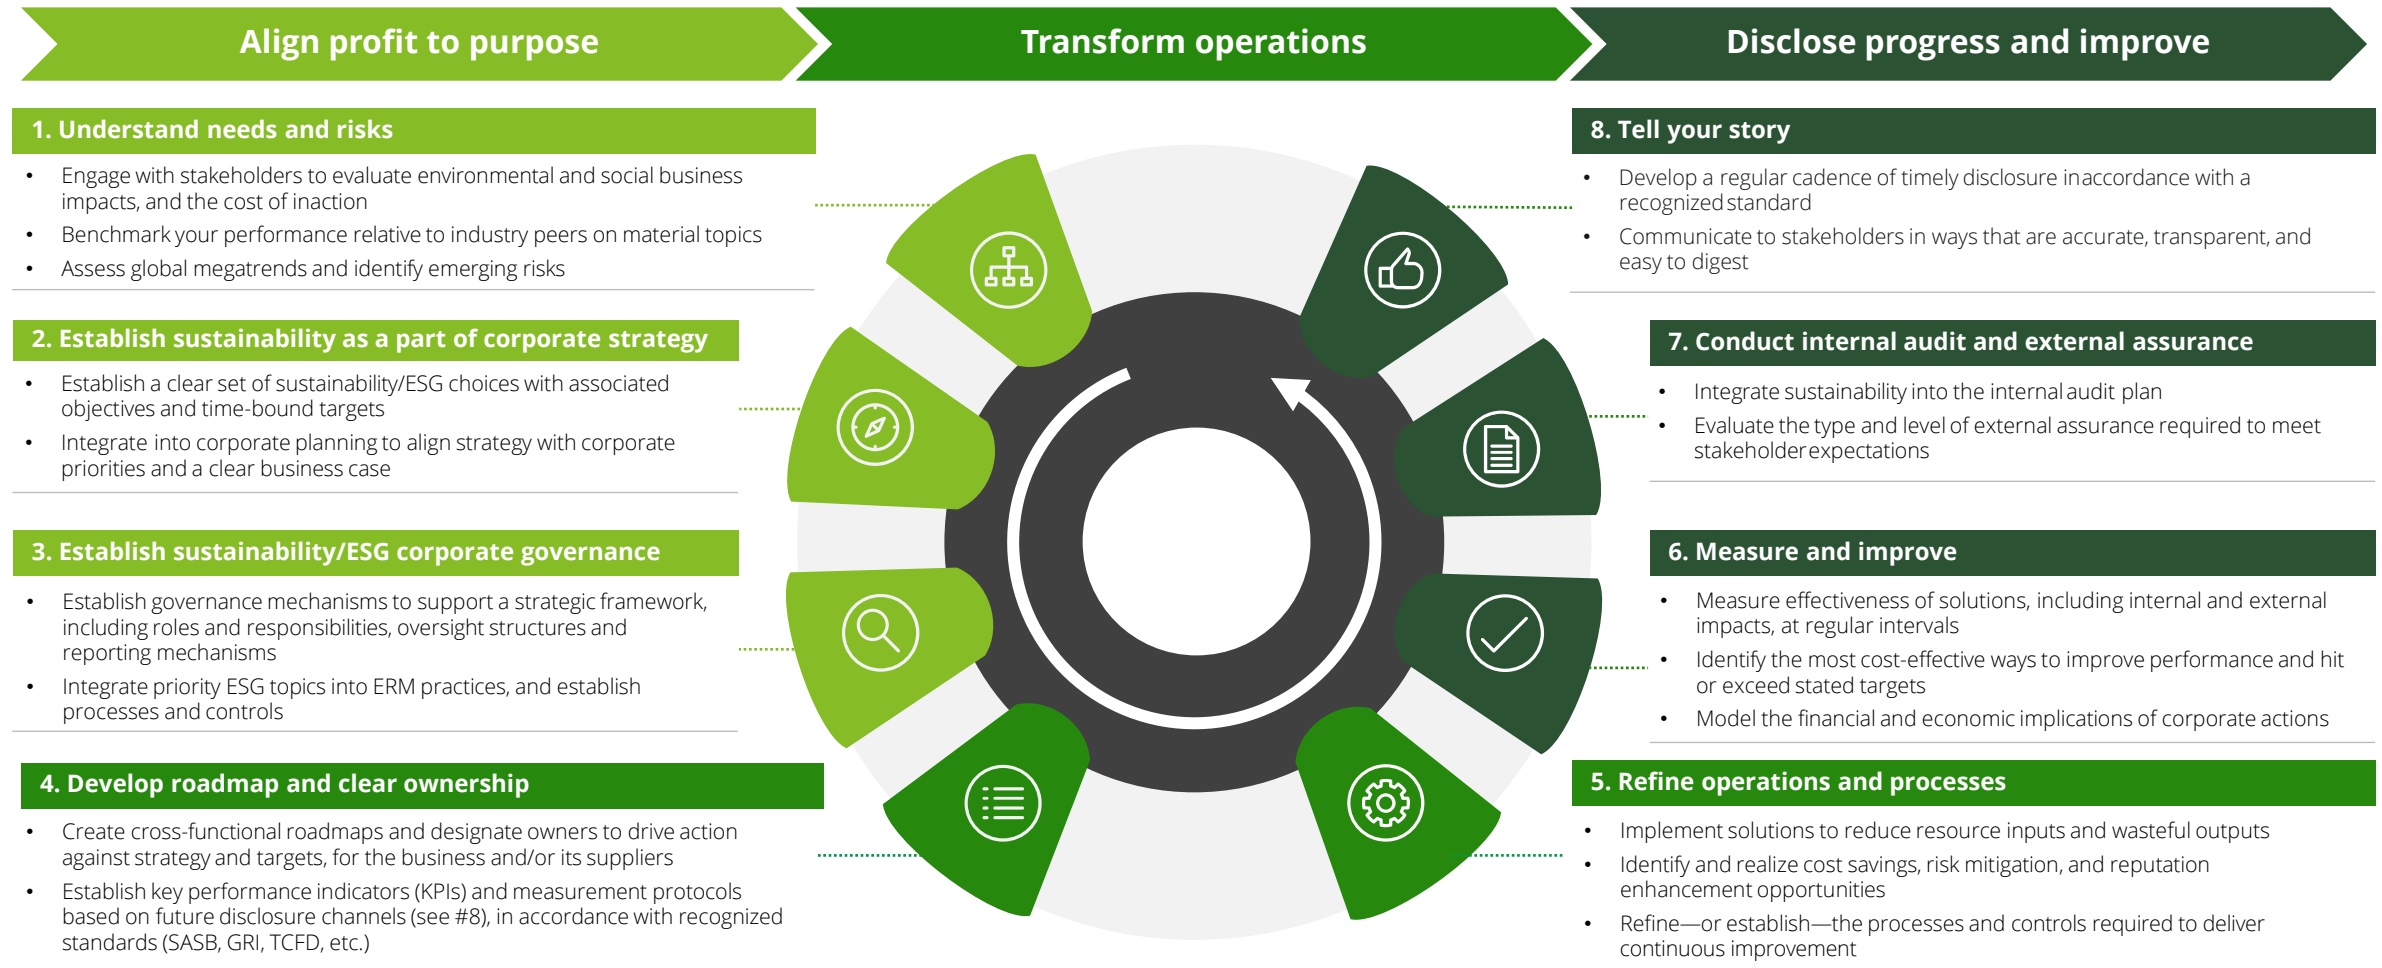 Align profit to purpose
Transform operations
Disclose progress and improve
1. Understand needs and risks
• Engage with stakeholders to evaluate environmental and social business
impacts, and the cost of inaction
• Benchmark your performance relative to industry peers on material topics
• Assess global megatrends and identify emerging risks
2. Establish sustainability as a part of corporate strategy
• Establish a clear set of sustainability/ESG choices with associated
objectives and time-bound targets
• Integrate into corporate planning to align strategy with corporate
priorities and a clear business case
3. Establish sustainability/ESG corporate governance
• Establish governance mechanisms to support a strategic framework,
including roles and responsibilities, oversight structures and
reporting mechanisms
• Integrate priority ESG topics into ERM practices, and establish
processes and controls
4. Develop roadmap and clear ownership
• Create cross-functional roadmaps and designate owners to drive action
against strategy and targets, for the business and/or its suppliers
• Establish key performance indicators (KPIs) and measurement protocols
based on future disclosure channels (see #8), in accordance with recognized
standards (SASB, GRI, TCFD, etc.)
8. Tell your story
• Develop a regular cadence of timely disclosure in accordance with a
recognized standard
• Communicate to stakeholders in ways that are accurate, transparent, and
easy to digest
7. Conduct internal audit and external assurance
• Integrate sustainability into the internal audit plan
• Evaluate the type and level of external assurance required to meet
stakeholder expectations
6. Measure and improve
• Measure effectiveness of solutions, including internal and external
impacts, at regular intervals
• Identify the most cost-effective ways to improve performance and hit
or exceed stated targets
• Model the financial and economic implications of corporate actions
5. Refine operations and processes
• Implement solutions to reduce resource inputs and wasteful outputs
• Identify and realize cost savings, risk mitigation, and reputation
enhancement opportunities
• Refine—or establish—the processes and controls required to deliver
continuous improvement